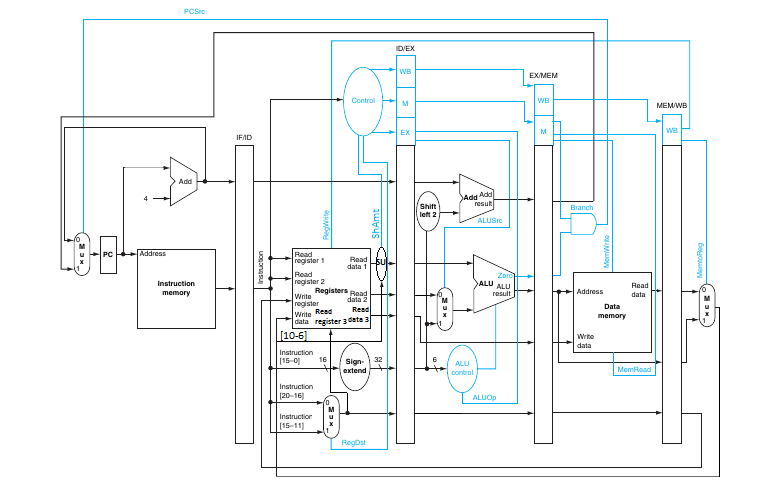 PCSrc
ID/EX
EX/MEM
MEM/WB
IF/ID
Control
WB
M
EX
WB
M
WB
Add
4
Add
Add
result
Shift
left 2
ALUSrc
Branch
RegWrite
ShAmt
MemWrite
MemtoReg
0
M
u
x
1
PC
Address
Instruction
memory
Instruction
Read
register 1
Read
register 2
Write
register
Write
data
Registers
Read
register 3
Read
data 1
Read
data 2
Read
data 3
SU
[10-6]
Zero
ALU
ALU
result
0
M
u
x
1
Address
Read
data
Data
memory
Write
data
MemRead
0
M
u
x
1
Instruction
[15–0]
16
Sign-
extend
32
6
ALU
control
ALUOp
Instruction
[20–16]
Instruction
[15–11]
0
M
u
x
1
RegDst